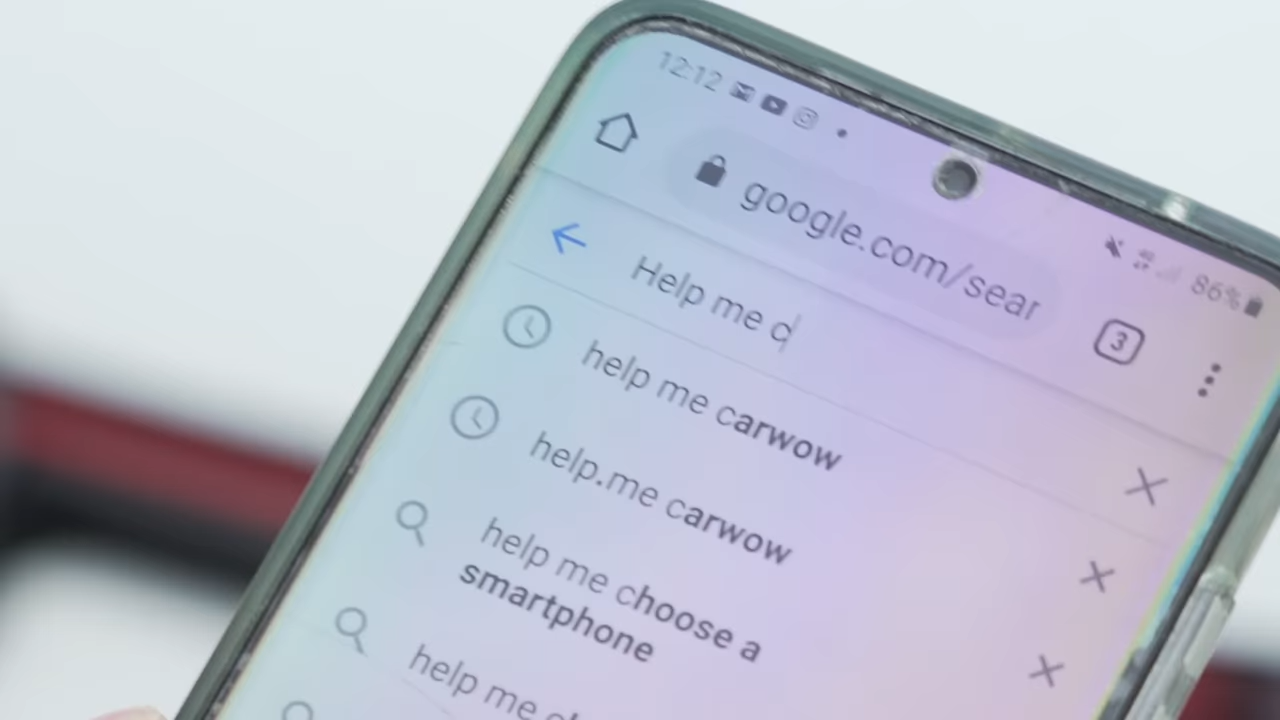 12:12
86%
google.com/sear
3
Help me c
help me carwow
help.me carwow
help me choose a
smartphone
help me